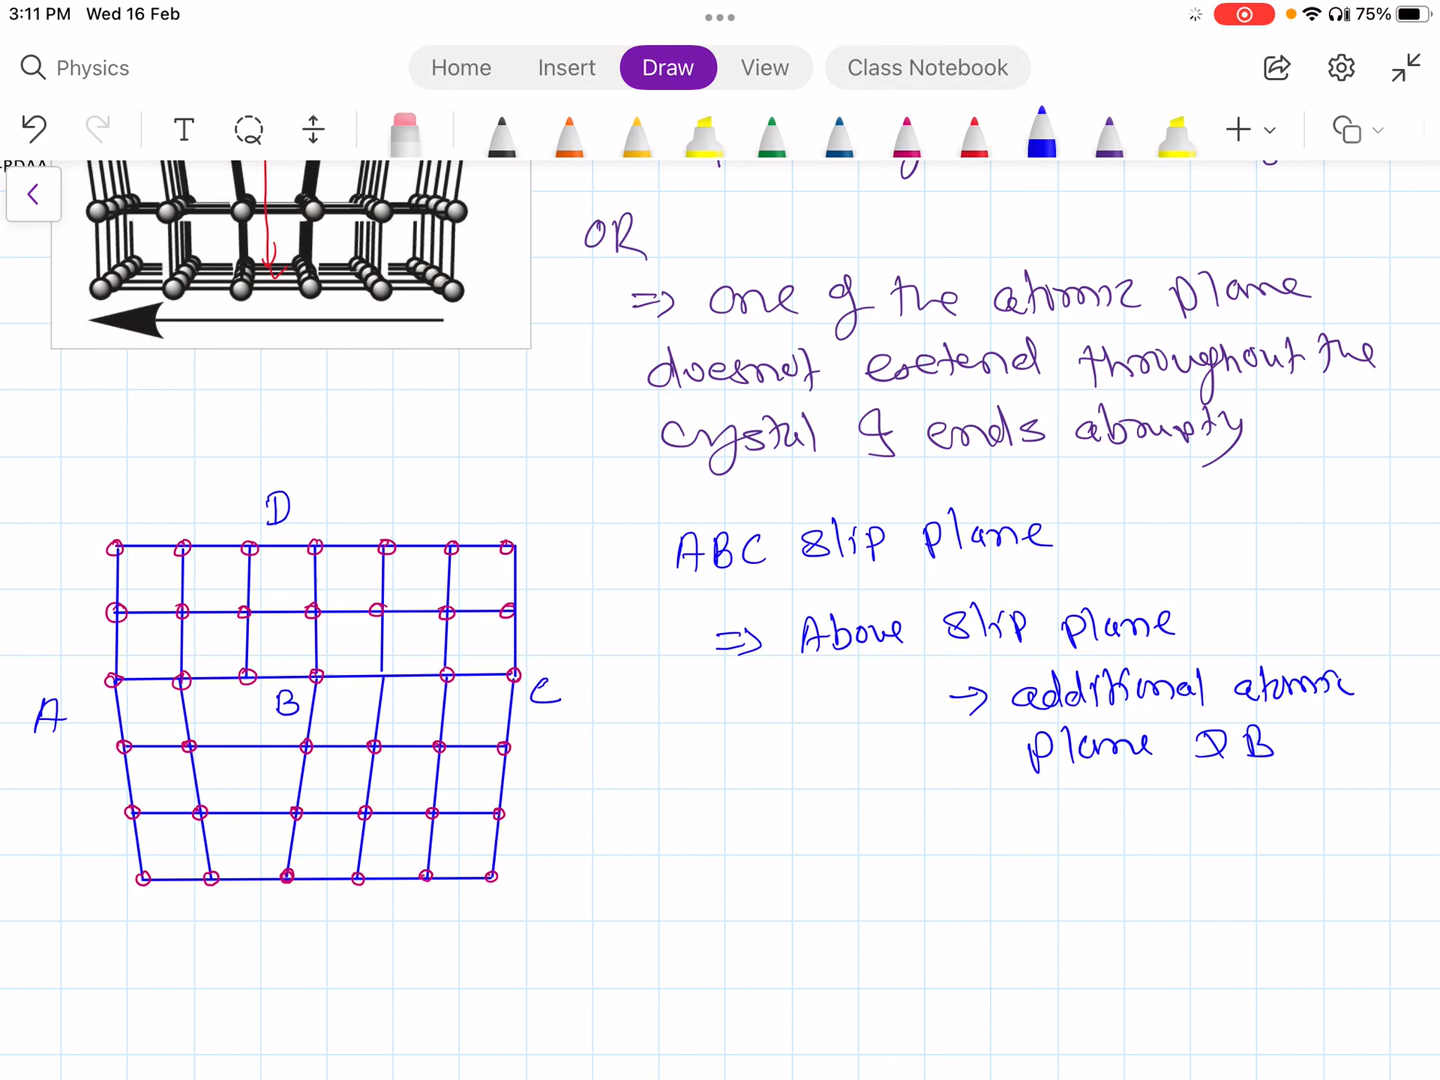 3:11 PM Wed 16 Feb
75%
Physics
Home Insert Draw View Class Notebook
T
OR
⇒ one of the atomic plane
doesnot extend throughout the
crystal & ends abrupty
D
ABC slip plane
⇒ Above slip plane
B
C
→ additional atomic
A
plane DB